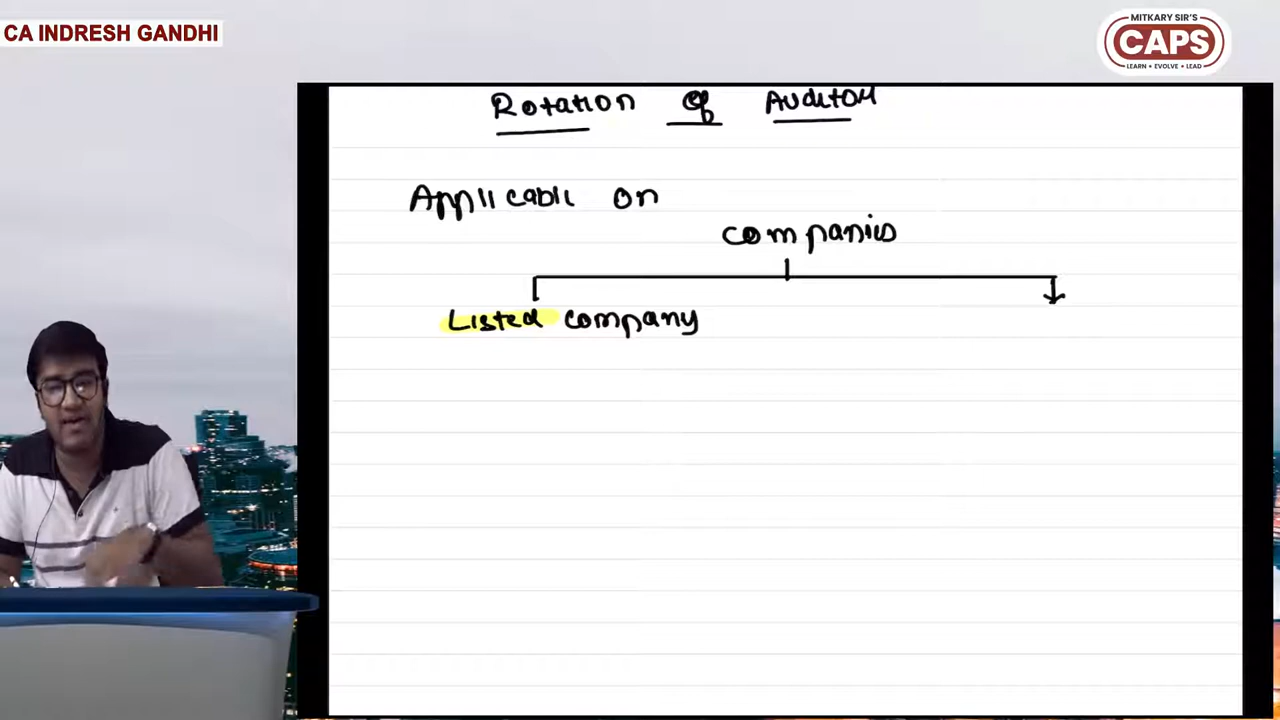 CA INDRESH GANDHI
MITKARY SIR'S
CAPS
LEARN • EVOLVE • LEAD
Rotation of Auditor
Applicable on
companies
Listed company